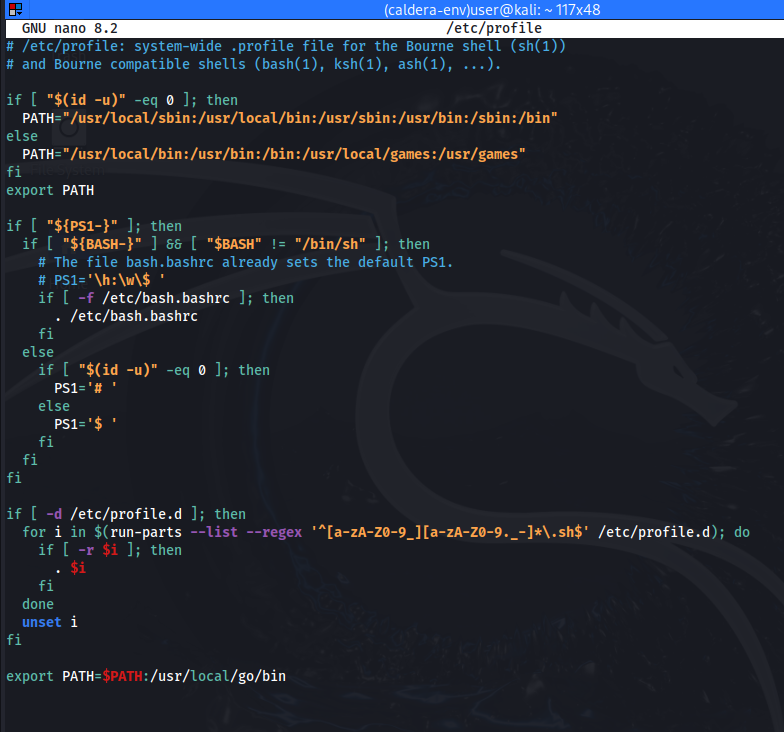 (caldera-env)user@kali: ~ 117x48
GNU nano 8.2 /etc/profile
# /etc/profile: system-wide .profile file for the Bourne shell (sh(1))
# and Bourne compatible shells (bash(1), ksh(1), ash(1), ...).

if [ "$(id -u)" -eq 0 ]; then
  PATH="/usr/local/sbin:/usr/local/bin:/usr/sbin:/usr/bin:/sbin:/bin"
else
  PATH="/usr/local/bin:/usr/bin:/bin:/usr/local/games:/usr/games"
fi
export PATH

if [ "${PS1-}" ]; then
  if [ "${BASH-}" ] && [ "$BASH" != "/bin/sh" ]; then
    # The file bash.bashrc already sets the default PS1.
    # PS1='\h:\w\$ '
    if [ -f /etc/bash.bashrc ]; then
      . /etc/bash.bashrc
    fi
  else
    if [ "$(id -u)" -eq 0 ]; then
      PS1='# '
    else
      PS1='$ '
    fi
  fi
fi

if [ -d /etc/profile.d ]; then
  for i in $(run-parts --list --regex '^[a-zA-Z0-9_][a-zA-Z0-9._-]*\.sh$' /etc/profile.d); do
    if [ -r $i ]; then
      . $i
    fi
  done
  unset i
fi

export PATH=$PATH:/usr/local/go/bin